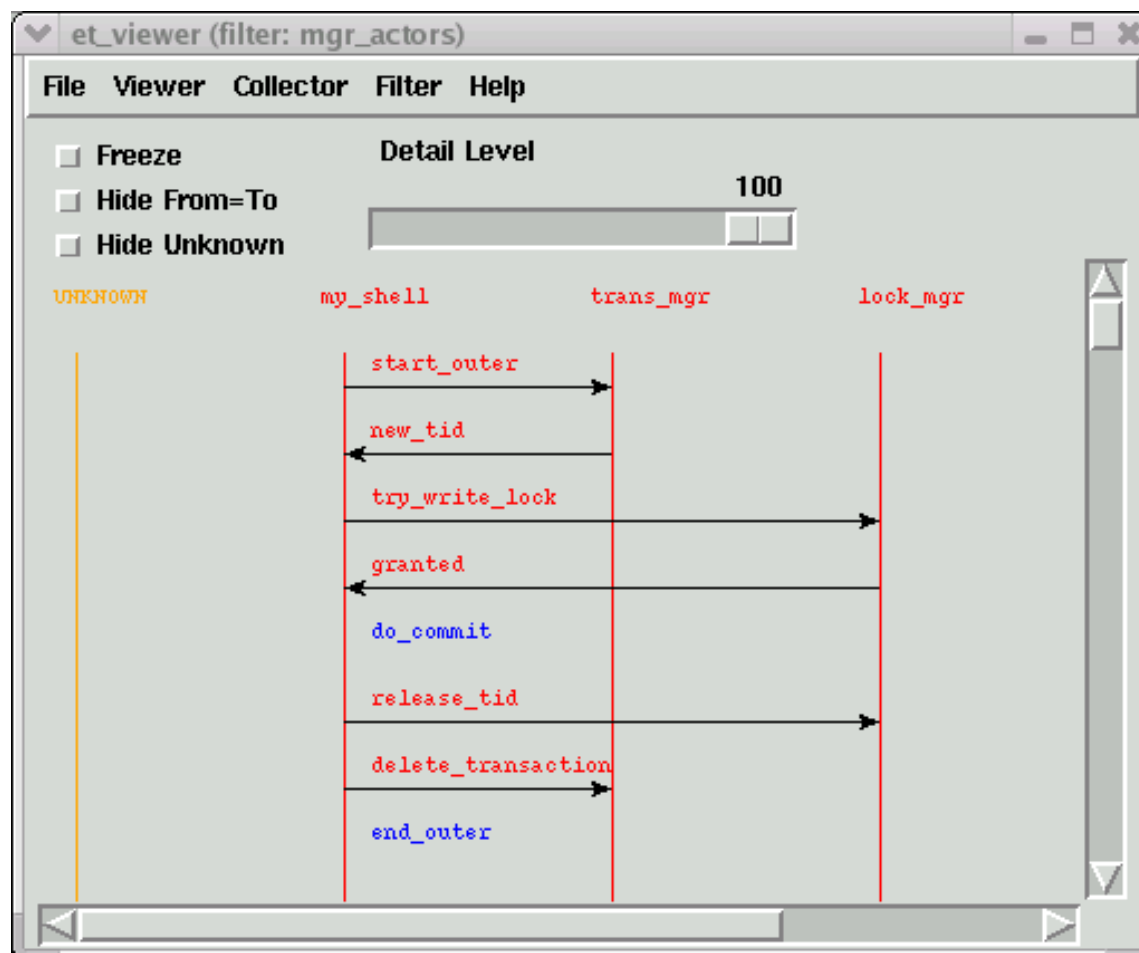 et_viewer (filter: mgr_actors)
File Viewer Collector Filter Help
Freeze
Detail Level
Hide From=To
100
Hide Unknown
UNKNOWN my_shell trans_mgr lock_mgr
start_outer
new_tid
try_write_lock
granted
do_commit
release_tid
delete_transaction
end_outer